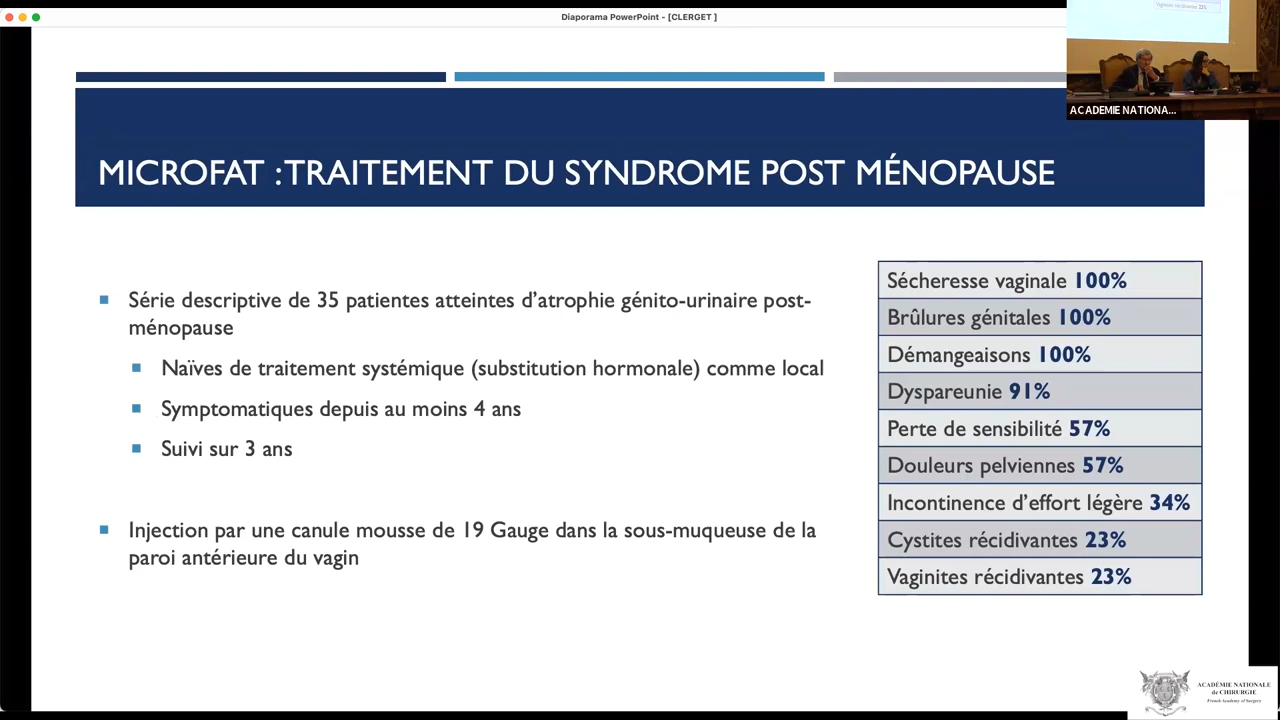 Diaporama PowerPoint - [CLERGET ]
Vaginites récidivantes 23%
ACADEMIE NATIONA...
MICROFAT : TRAITEMENT DU SYNDROME POST MÉNOPAUSE
Série descriptive de 35 patientes atteintes d'atrophie génito-urinaire post-
ménopause
Naïves de traitement systémique (substitution hormonale) comme local
Symptomatiques depuis au moins 4 ans
Suivi sur 3 ans
Injection par une canule mousse de 19 Gauge dans la sous-muqueuse de la
paroi antérieure du vagin
Sécheresse vaginale 100%
Brûlures génitales 100%
Démangeaisons 100%
Dyspareunie 91%
Perte de sensibilité 57%
Douleurs pelviennes 57%
Incontinence d'effort légère 34%
Cystites récidivantes 23%
Vaginites récidivantes 23%
ACADÉMIE NATIONALE
de CHIRURGIE
French Academy of Surgery